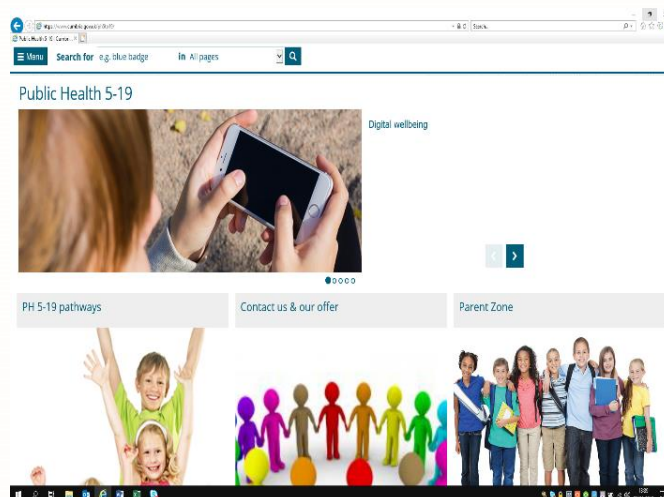 Search...
Menu Search for e.g. blue badge in All pages
Public Health 5-19
Digital wellbeing
PH 5-19 pathways
Contact us & our offer
Parent Zone